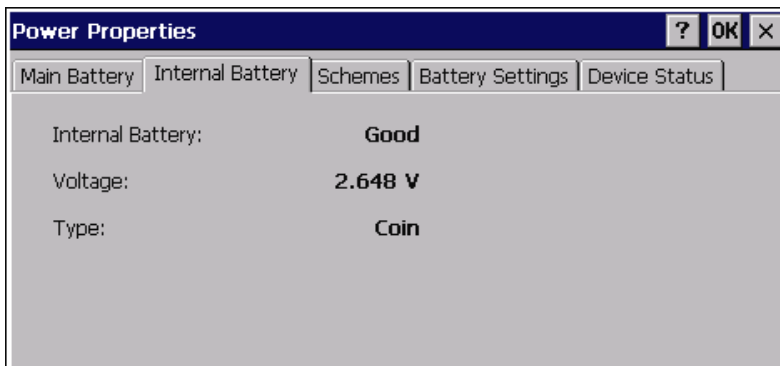 Power Properties ? OK ×
Main Battery Internal Battery Schemes Battery Settings Device Status
Internal Battery: Good
Voltage: 2.648 V
Type: Coin